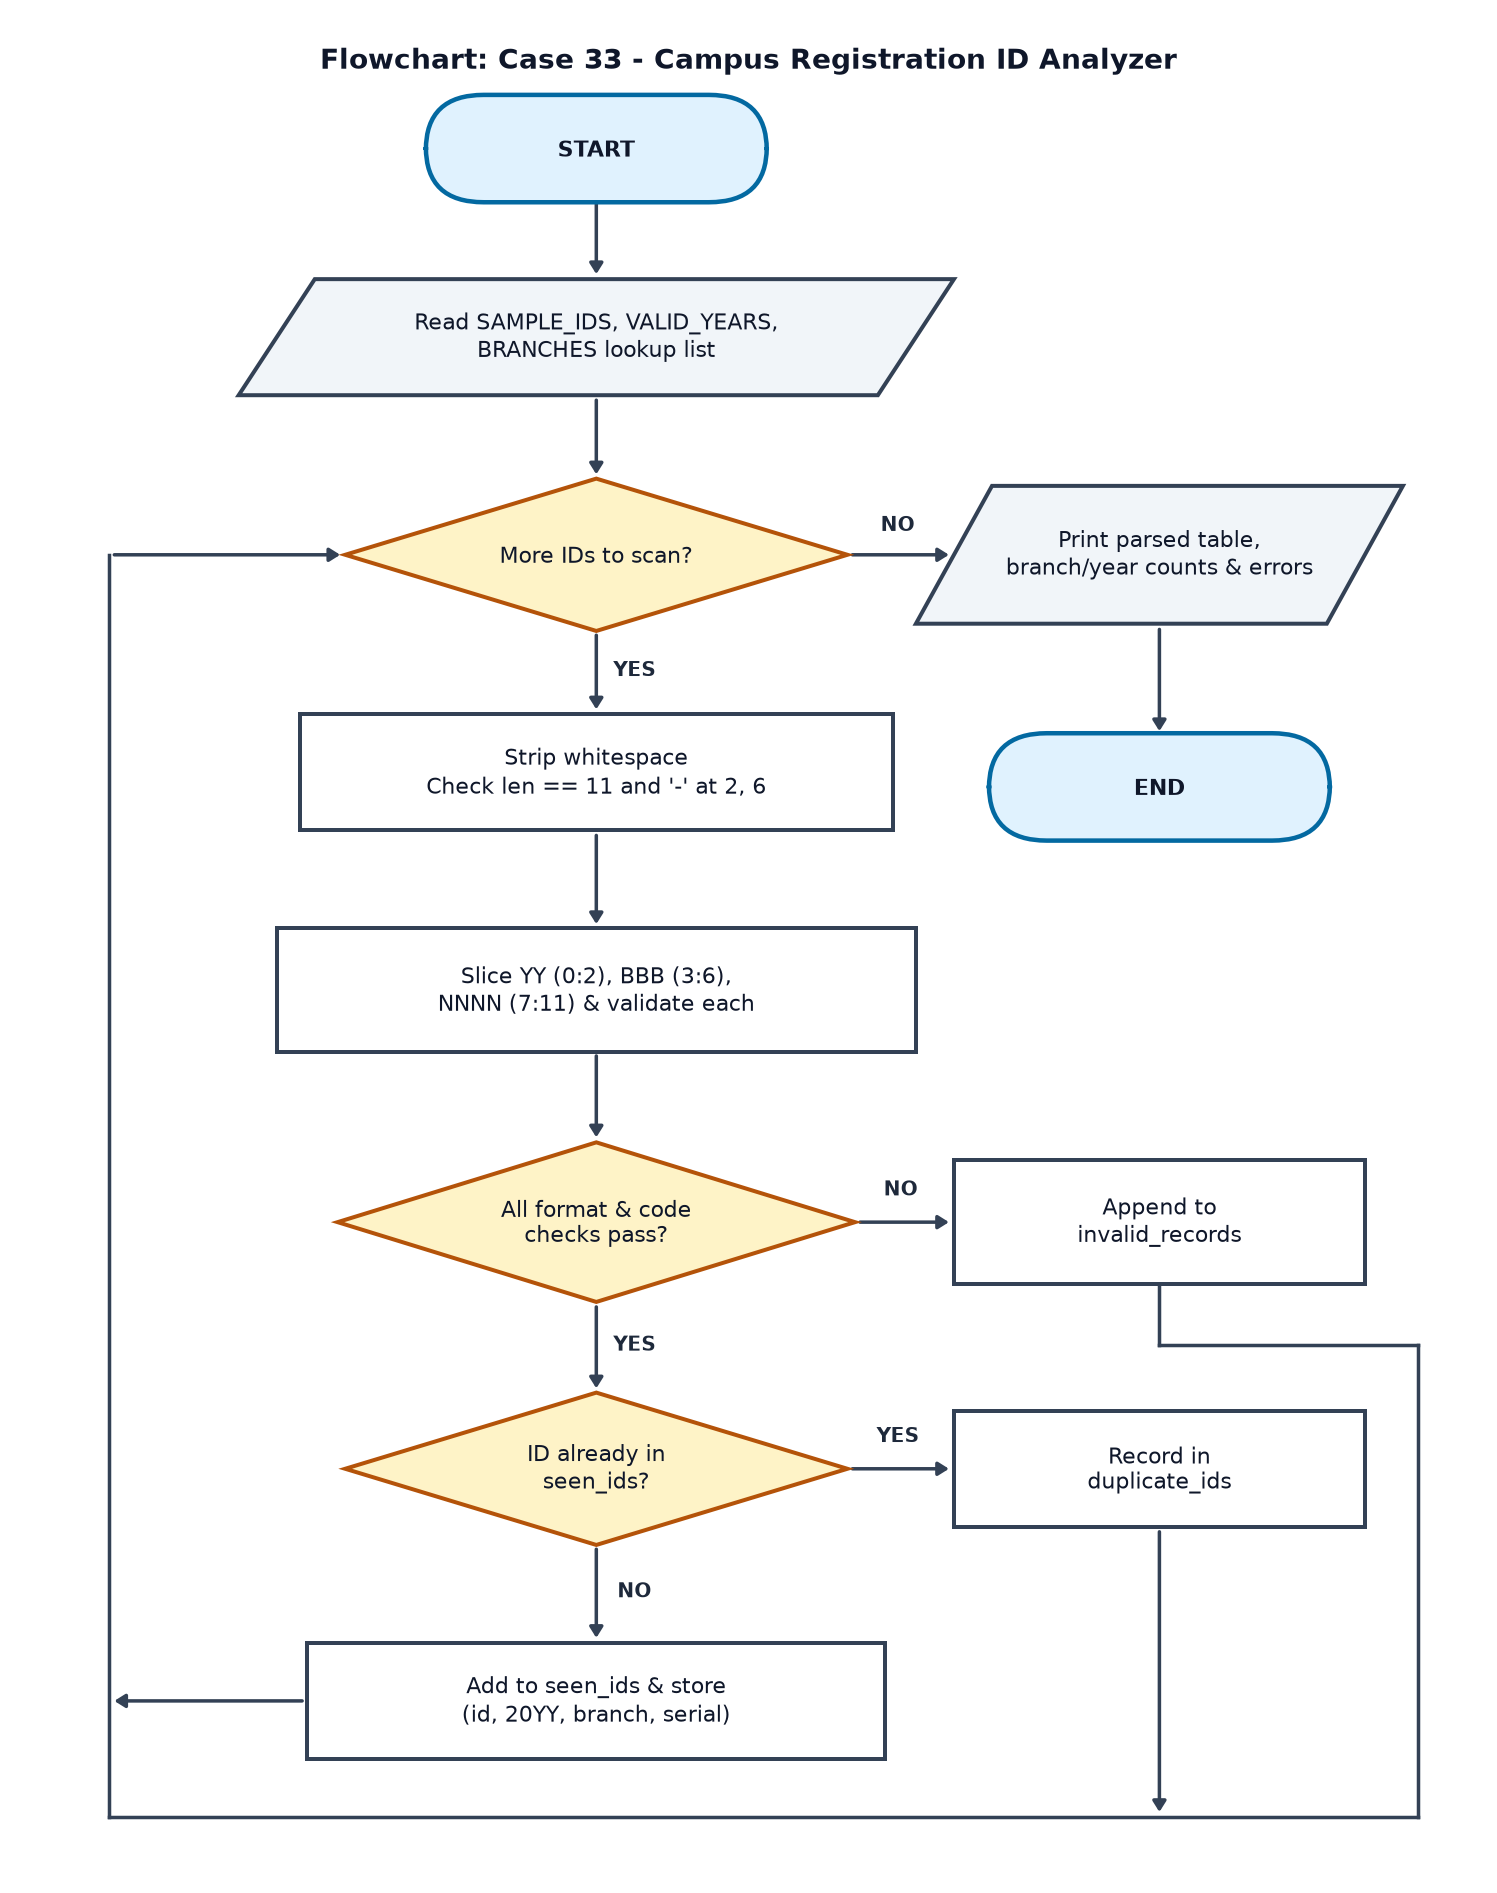 Flowchart: Case 33 - Campus Registration ID Analyzer
START
Read SAMPLE_IDS, VALID_YEARS,
BRANCHES lookup list
More IDs to scan?
NO
Print parsed table,
branch/year counts & errors
YES
END
Strip whitespace
Check len == 11 and '-' at 2, 6
Slice YY (0:2), BBB (3:6),
NNNN (7:11) & validate each
All format & code
checks pass?
NO
Append to
invalid_records
YES
ID already in
seen_ids?
YES
Record in
duplicate_ids
NO
Add to seen_ids & store
(id, 20YY, branch, serial)